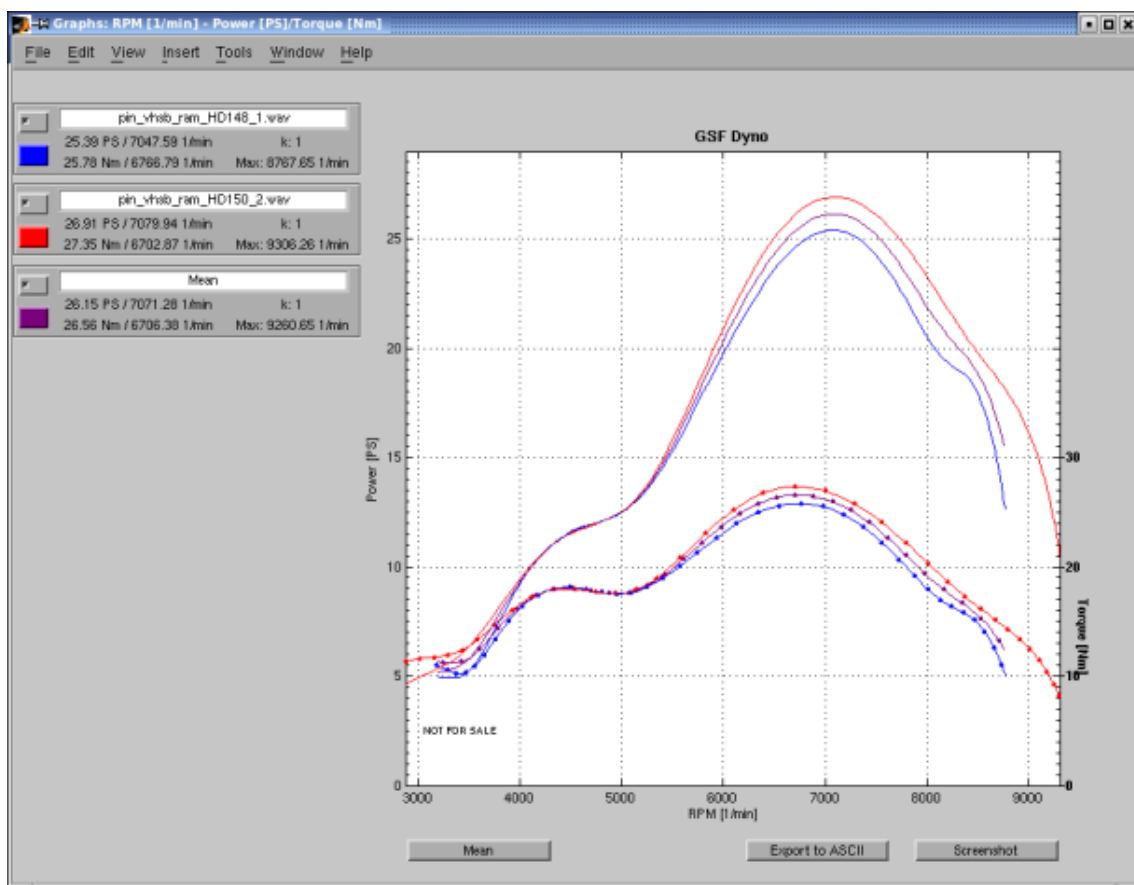 Graphs: RPM [1/min] - Power [PS]/Torque [Nm]
File Edit View Insert Tools Window Help
pin_vhsb_ram_HD148_1.wav
25.39 PS / 7047.59 1/min k: 1
25.78 Nm / 6766.79 1/min Max: 8767.65 1/min
pin_vhsb_ram_HD150_2.wav
26.91 PS / 7079.94 1/min k: 1
27.35 Nm / 6702.87 1/min Max: 9306.26 1/min
Mean
26.15 PS / 7071.28 1/min k: 1
26.56 Nm / 6706.38 1/min Max: 9260.65 1/min
GSF Dyno
25
20
15
10
5
0
Power [PS]
30
20
10
0
Torque [Nm]
NOT FOR SALE
3000 4000 5000 6000 7000 8000 9000
RPM [1/min]
Mean Export to ASCII Screenshot